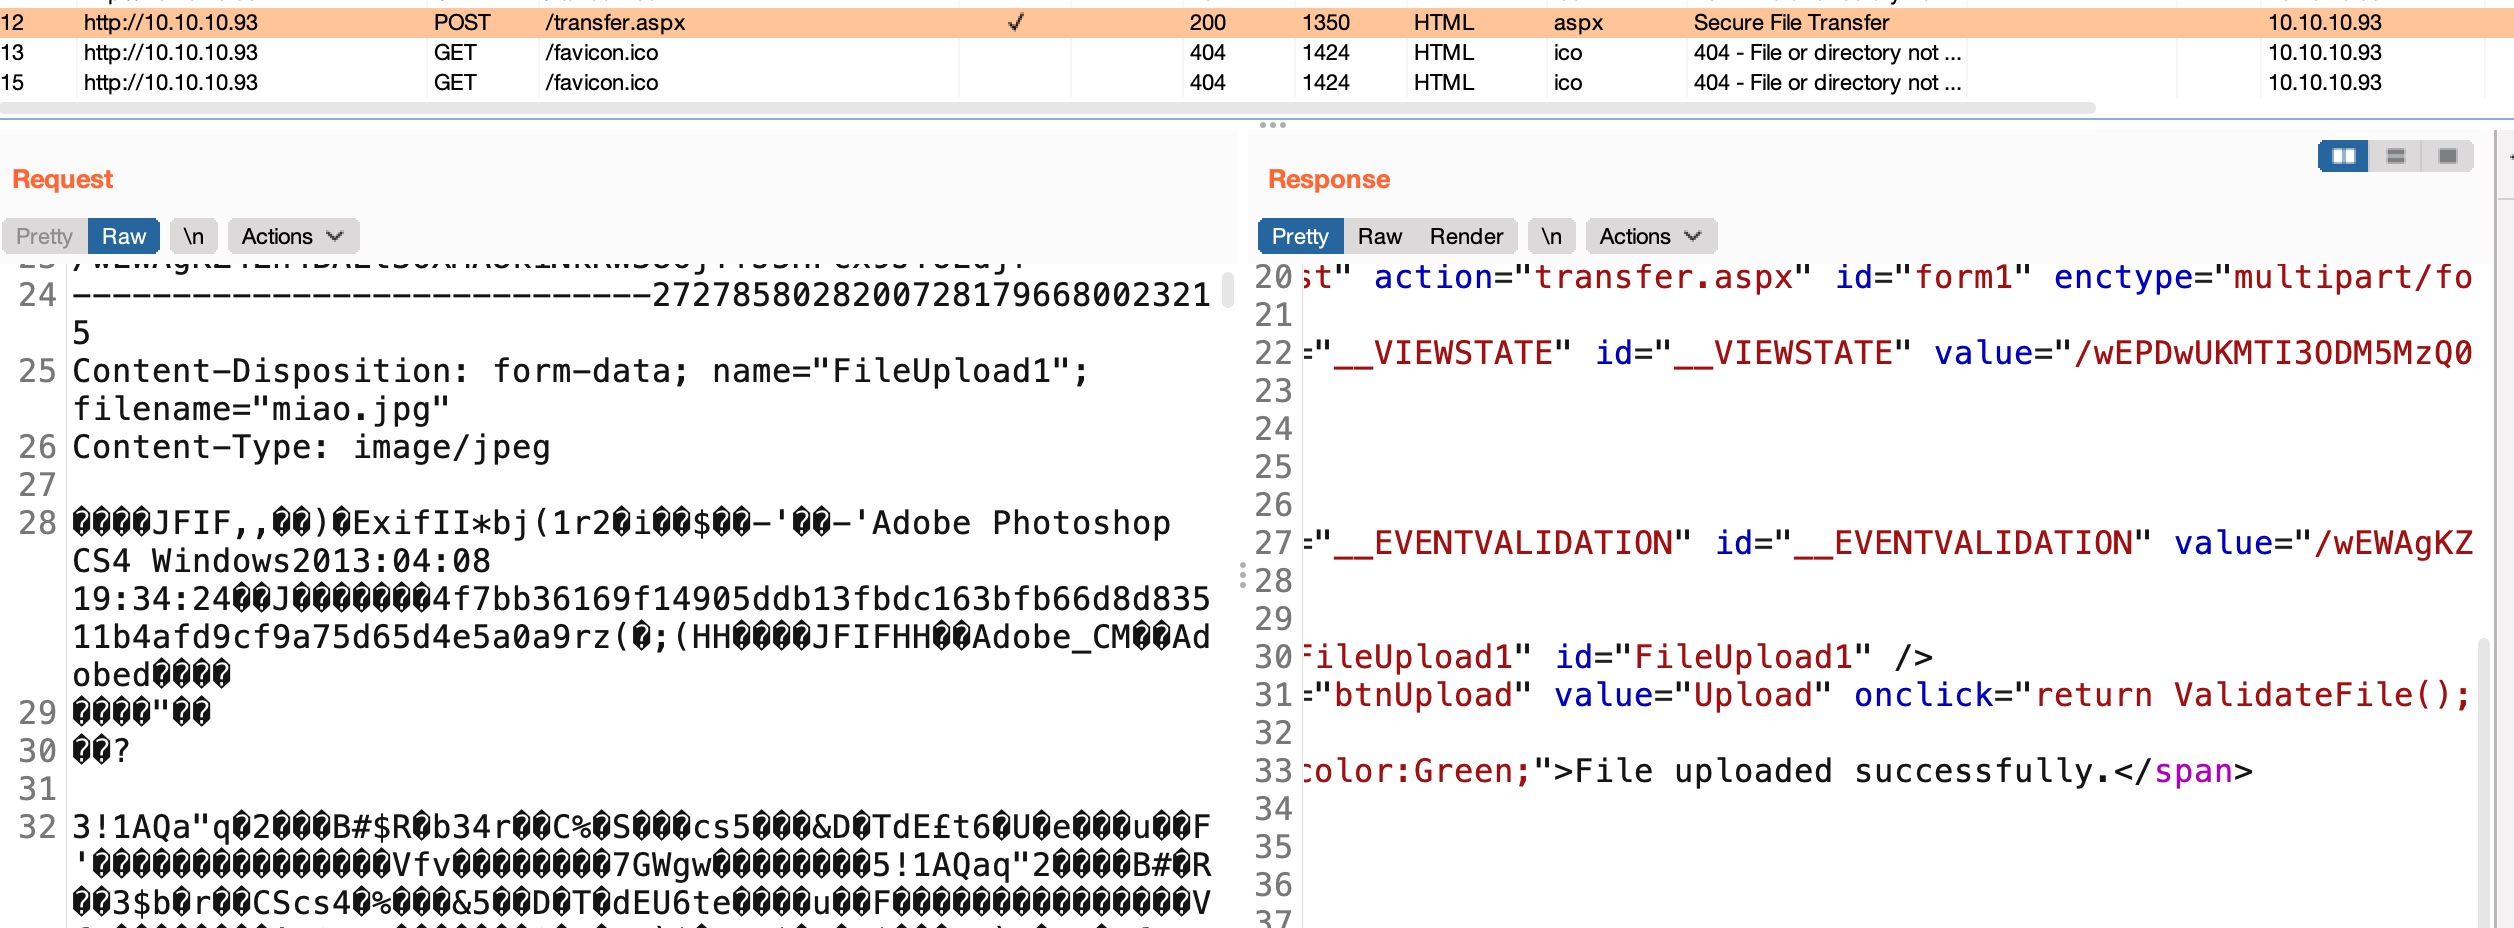 12 http://10.10.10.93 POST /transfer.aspx ✓ 200 1350 HTML aspx Secure File Transfer 10.10.10.93
13 http://10.10.10.93 GET /favicon.ico 404 1424 HTML ico 404 - File or directory not ... 10.10.10.93
15 http://10.10.10.93 GET /favicon.ico 404 1424 HTML ico 404 - File or directory not ... 10.10.10.93
Request
Pretty Raw \n Actions
24 -----------------------------2727858028200728179668002321
5
25 Content-Disposition: form-data; name="FileUpload1";
filename="miao.jpg"
26 Content-Type: image/jpeg
27
28 ����JFIF,,��)�ExifII*bj(1r2�i��$��-'��-'Adobe Photoshop
CS4 Windows2013:04:08
19:34:24��J�������4f7bb36169f14905ddb13fbdc163bfb66d8d835
11b4afd9cf9a75d65d4e5a0a9rz(�;(HH����JFIFHH��Adobe_CM��Ad
obed����
29 ����"��
30 ��?
31
32 3!1AQa"q�2���B#$R�b34r��C%�S���cs5���&D�TdE£t6�U�e���u��F
'���������������Vfv��������7GWgw��������5!1AQaq"2����B#�R
��3$b�r��CScs4�%���&5��D�T�dEU6te����u��F���������������V
Response
Pretty Raw Render \n Actions
20 st" action="transfer.aspx" id="form1" enctype="multipart/fo
21
22 ="__VIEWSTATE" id="__VIEWSTATE" value="/wEPDwUKMTI3ODM5MzQ0
23
24
25
26
27 ="__EVENTVALIDATION" id="__EVENTVALIDATION" value="/wEWAgKZ
28
29
30 FileUpload1" id="FileUpload1" />
31 ="btnUpload" value="Upload" onclick="return ValidateFile();
32
33 color:Green;">File uploaded successfully.</span>
34
35
36
37